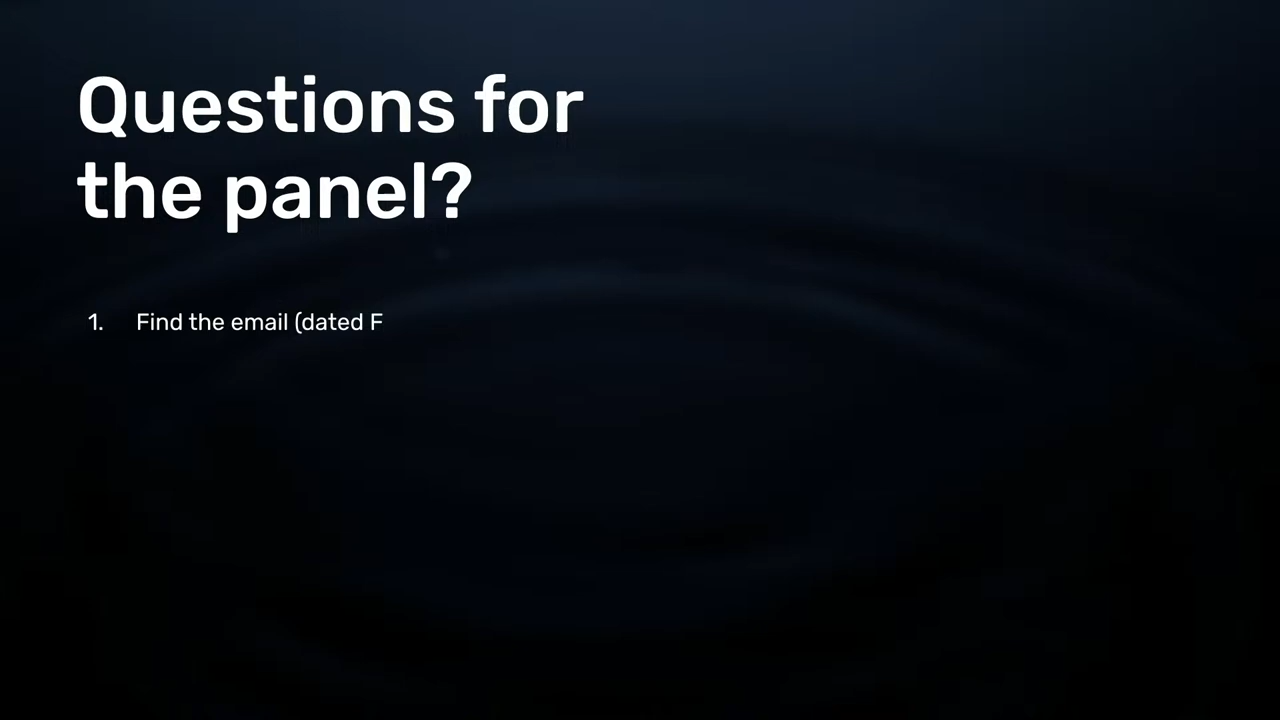 Questions for
the panel?
1. Find the email (dated F